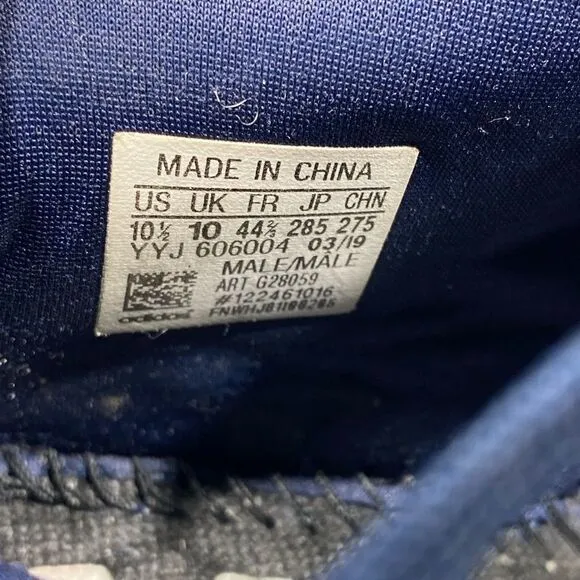 MADE IN CHINA
US UK FR JP CHN
10½ 10 44⅔ 285 275
YYJ 606004 03/19
MALE/MÂLE
ART G28059
#122461016
adidas